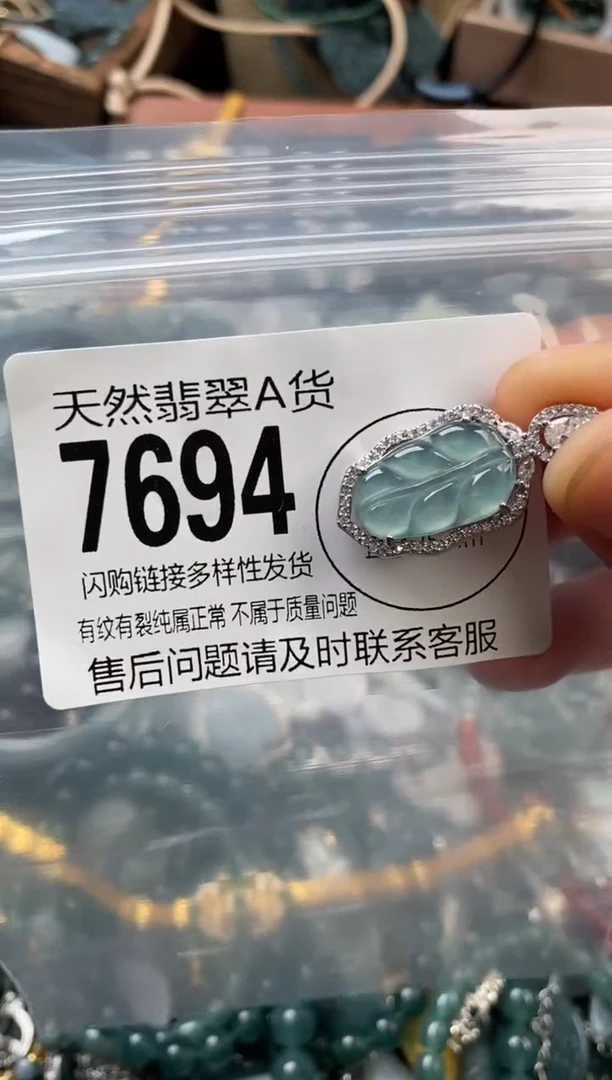 天然翡翠A货
7694
闪购链接多样性发货
有纹有裂纯属正常 不属于质量问题
售后问题请及时联系客服